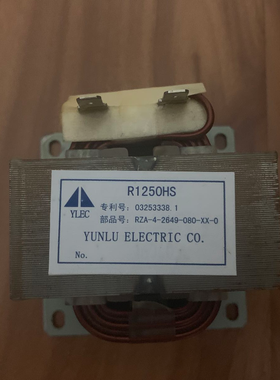 R1250HS
YLEC
专利号: 03253338.1
部品号: RZA-4-2649-080-XX-0
YUNLU ELECTRIC CO.
No.